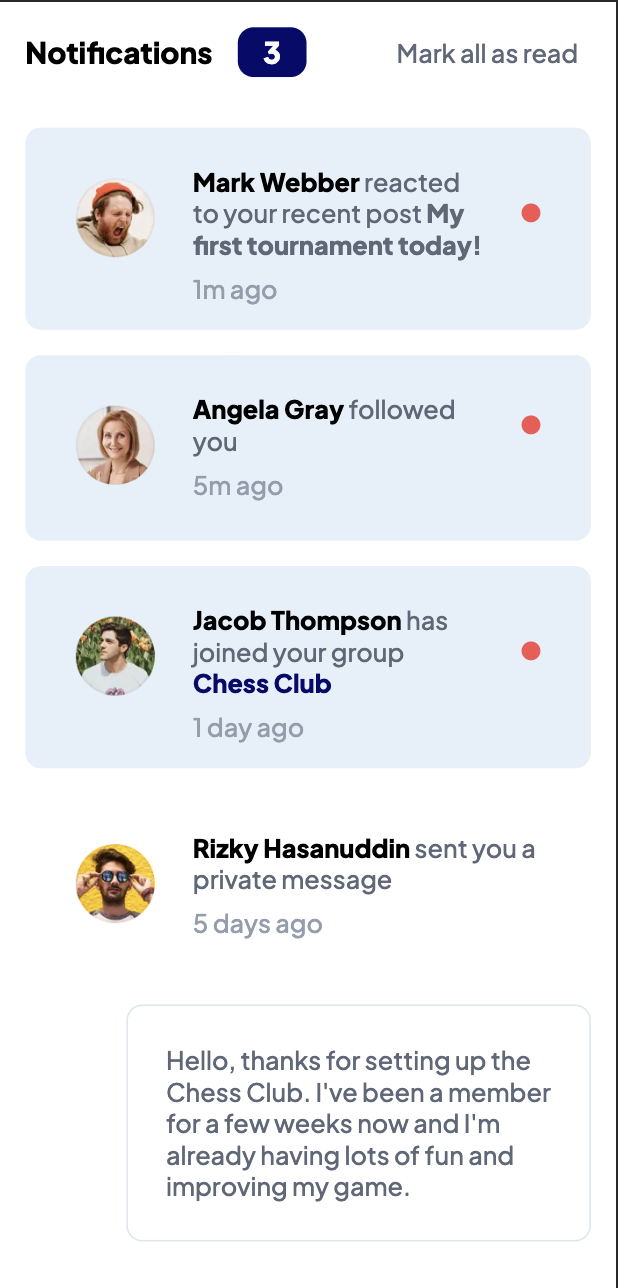 Notifications 3 Mark all as read
Mark Webber reacted
to your recent post My
first tournament today!
1m ago
Angela Gray followed
you
5m ago
Jacob Thompson has
joined your group
Chess Club
1 day ago
Rizky Hasanuddin sent you a
private message
5 days ago
Hello, thanks for setting up the
Chess Club. I've been a member
for a few weeks now and I'm
already having lots of fun and
improving my game.